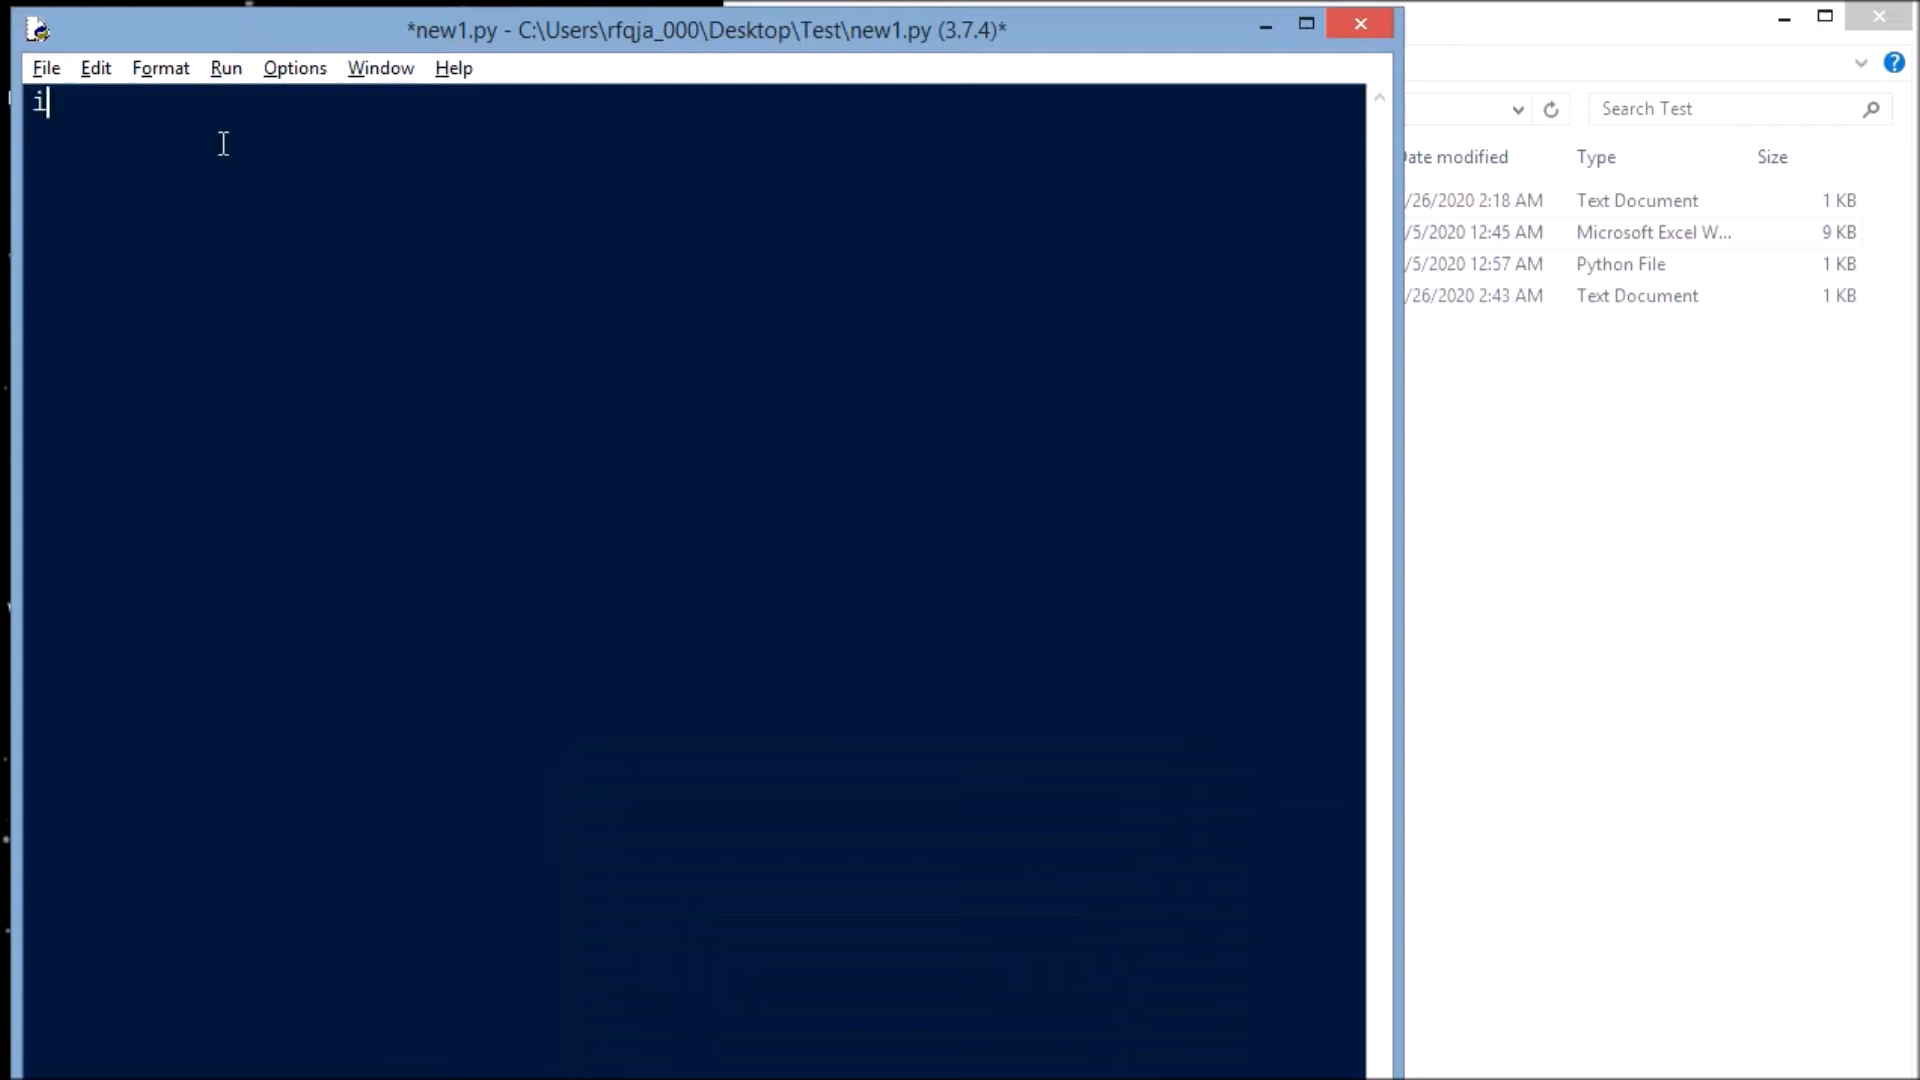 *new1.py - C:\Users\rfqja_000\Desktop\Test\new1.py (3.7.4)*
File Edit Format Run Options Window Help
i
Search Test
ate modified Type Size
/26/2020 2:18 AM Text Document 1 KB
/5/2020 12:45 AM Microsoft Excel W... 9 KB
/5/2020 12:57 AM Python File 1 KB
/26/2020 2:43 AM Text Document 1 KB